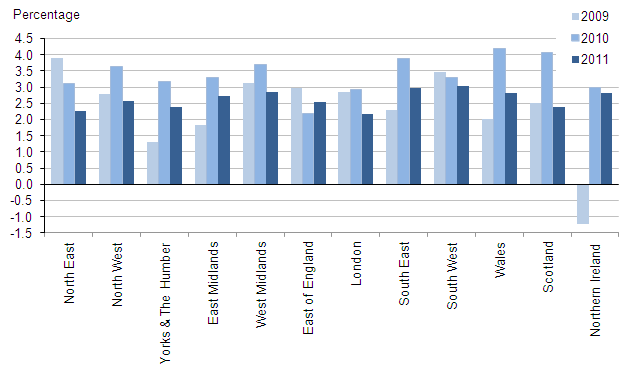 Percentage
2009
2010
2011
4.5
4.0
3.5
3.0
2.5
2.0
1.5
1.0
0.5
0.0
-0.5
-1.0
-1.5
North East
North West
Yorks & The Humber
East Midlands
West Midlands
East of England
London
South East
South West
Wales
Scotland
Northern Ireland